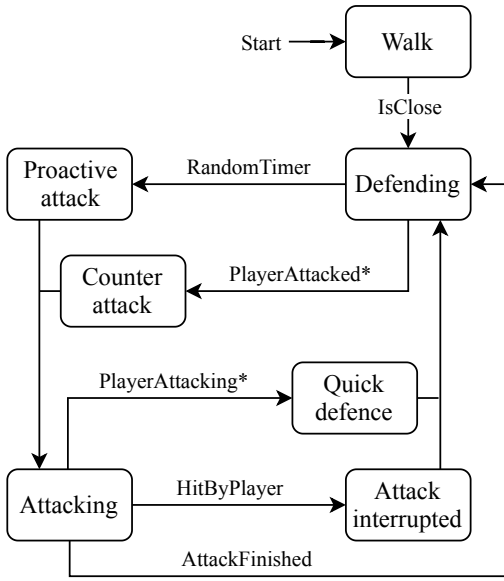 Start
Walk
IsClose
Proactive
attack
RandomTimer
Defending
Counter
attack
PlayerAttacked*
PlayerAttacking*
Quick
defence
Attacking
HitByPlayer
Attack
interrupted
AttackFinished